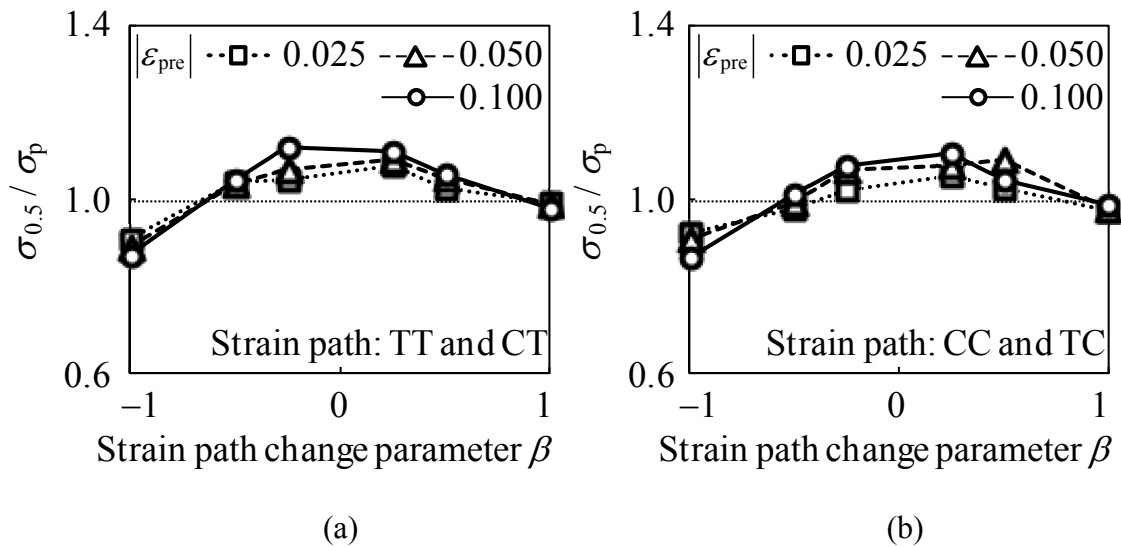 1.4
|εpre| 0.025 0.050
0.100
1.0
σ0.5 / σp
Strain path: TT and CT
0.6
−1 0 1
Strain path change parameter β
(a)
1.4
|εpre| 0.025 0.050
0.100
1.0
σ0.5 / σp
Strain path: CC and TC
0.6
−1 0 1
Strain path change parameter β
(b)